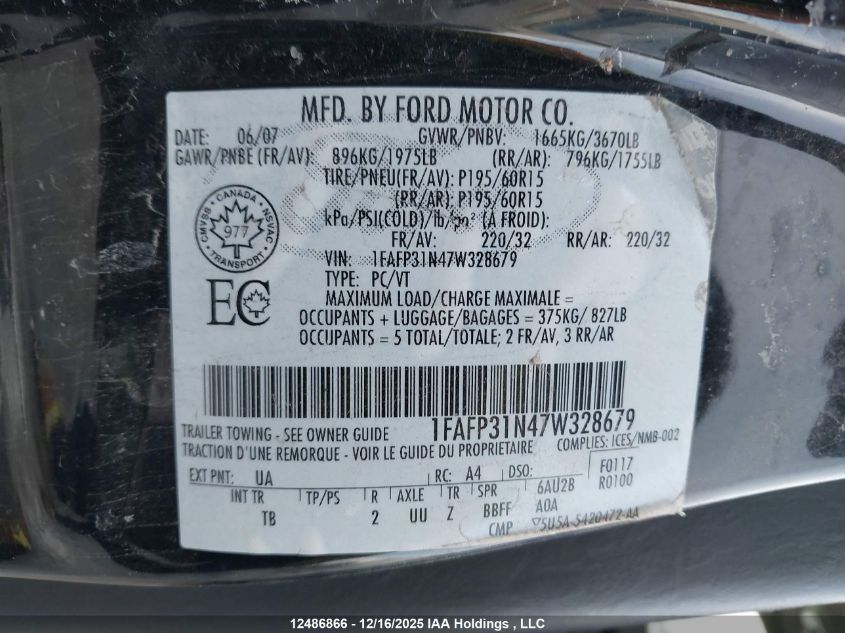 MFD. BY FORD MOTOR CO.
DATE: 06/07 GVWR/PNBV: 1665KG/3670LB
GAWR/PNBE (FR/AV): 896KG/1975LB (RR/AR): 796KG/1755LB
TIRE/PNEU(FR/AV): P195/60R15
(RR/AR): P195/60R15
kPa/PSI(COLD)/lb/po² (À FROID):
FR/AV: 220/32 RR/AR: 220/32
VIN: 1FAFP31N47W328679
TYPE: PC/VT
CMVSS CANADA NSVAC
977
TRANSPORT
EC
MAXIMUM LOAD/CHARGE MAXIMALE =
OCCUPANTS + LUGGAGE/BAGAGES = 375KG/ 827LB
OCCUPANTS = 5 TOTAL/TOTALE; 2 FR/AV, 3 RR/AR
1FAFP31N47W328679
TRAILER TOWING - SEE OWNER GUIDE COMPLIES: ICES/NMB-002
TRACTION D'UNE REMORQUE - VOIR LE GUIDE DU PROPRIETAIRE
EXT PNT: UA RC: A4 DSO: F0117
INT TR TP/PS R AXLE TR SPR 6AU2B R0100
TB 2 UU Z BBFF A0A
CMP 5U5A-5420472-AA
12486866 - 12/16/2025 IAA Holdings , LLC